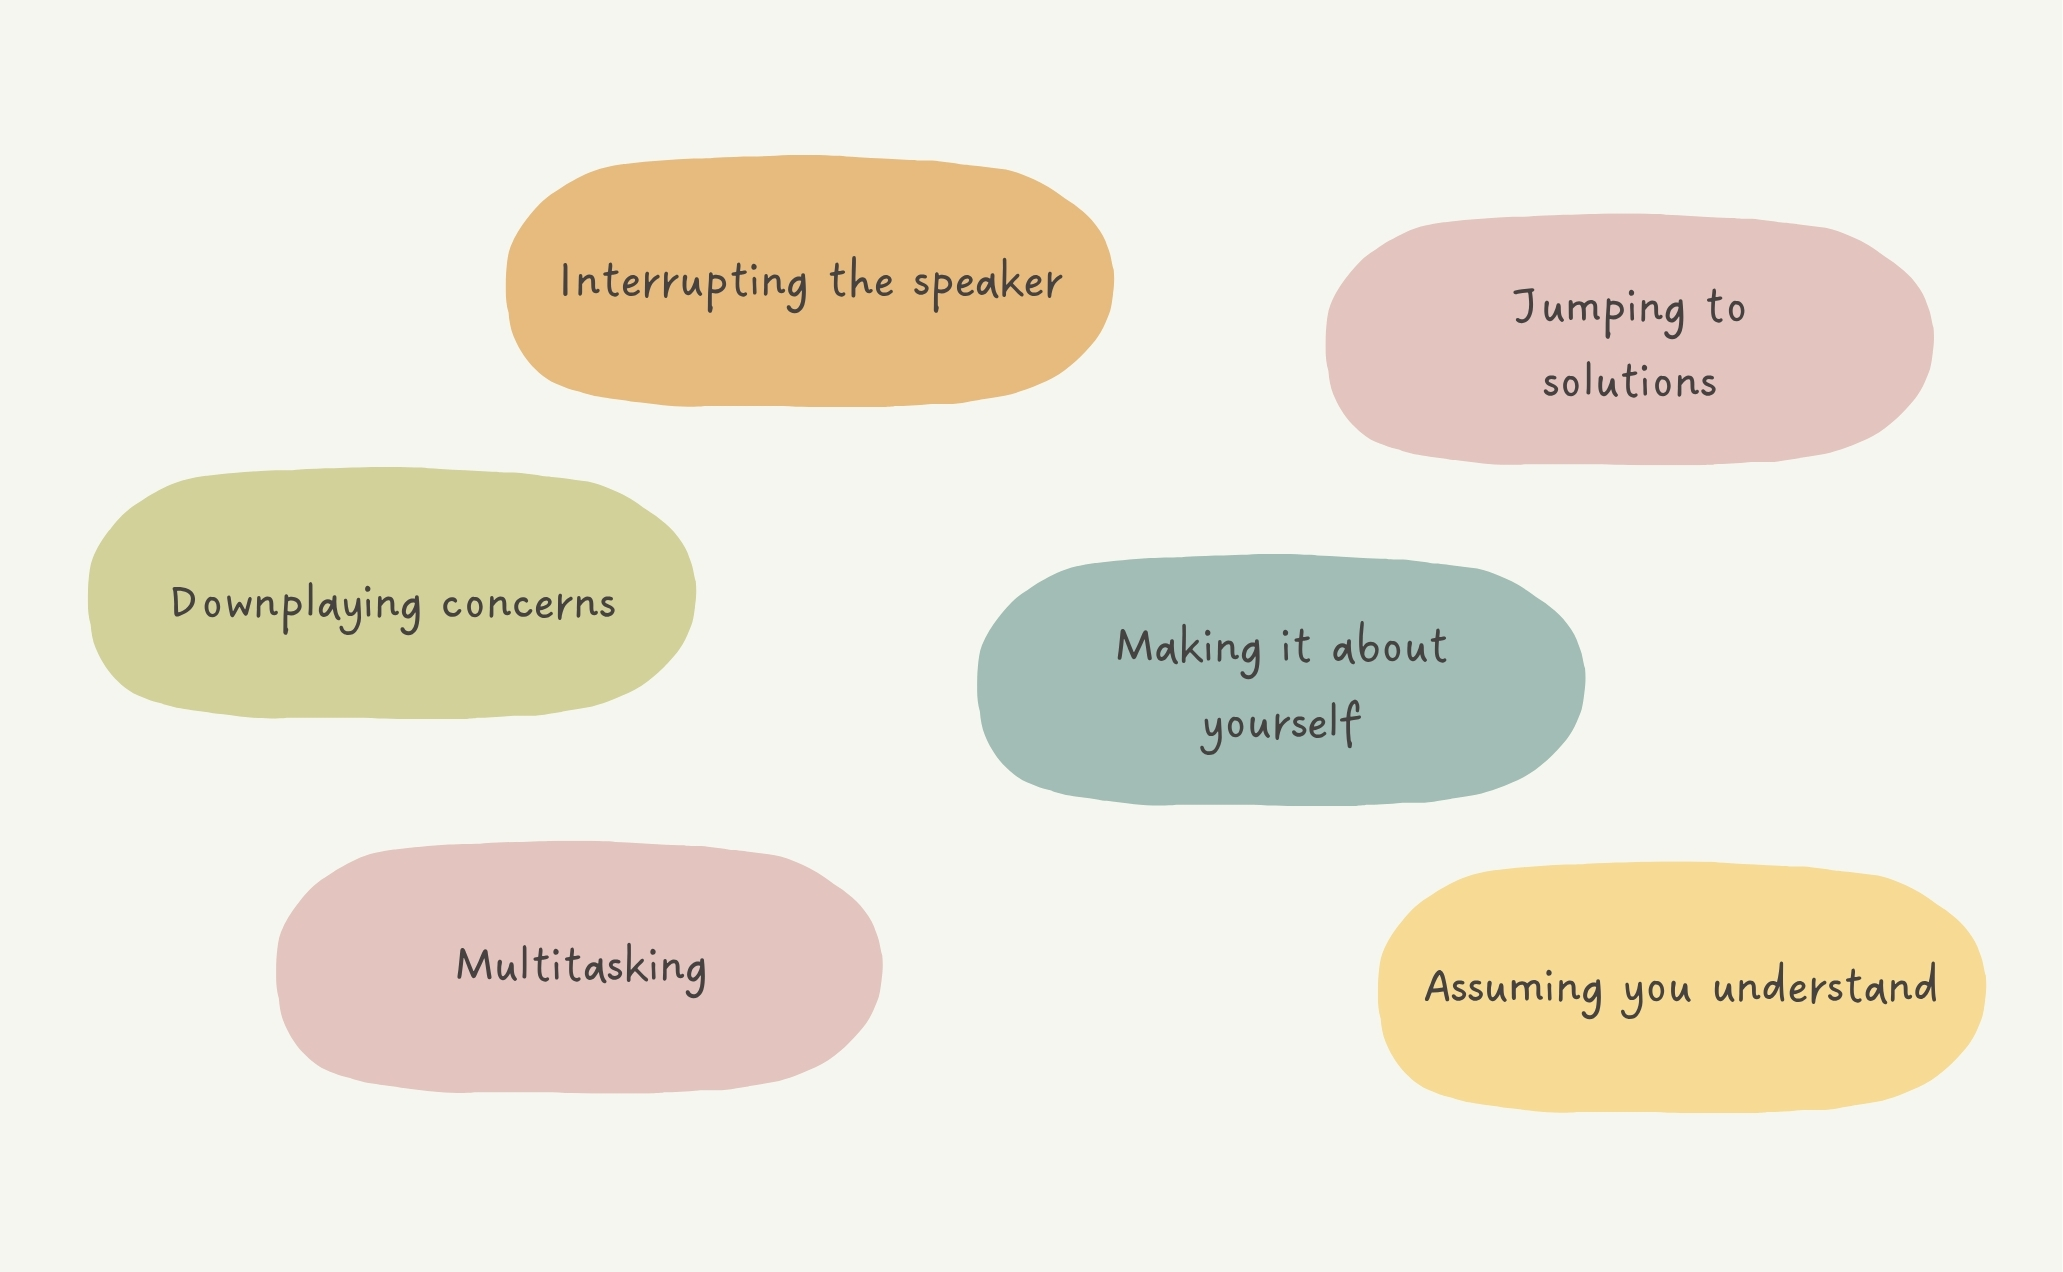 Interrupting the speaker
Jumping to
solutions
Downplaying concerns
Making it about
yourself
Multitasking
Assuming you understand